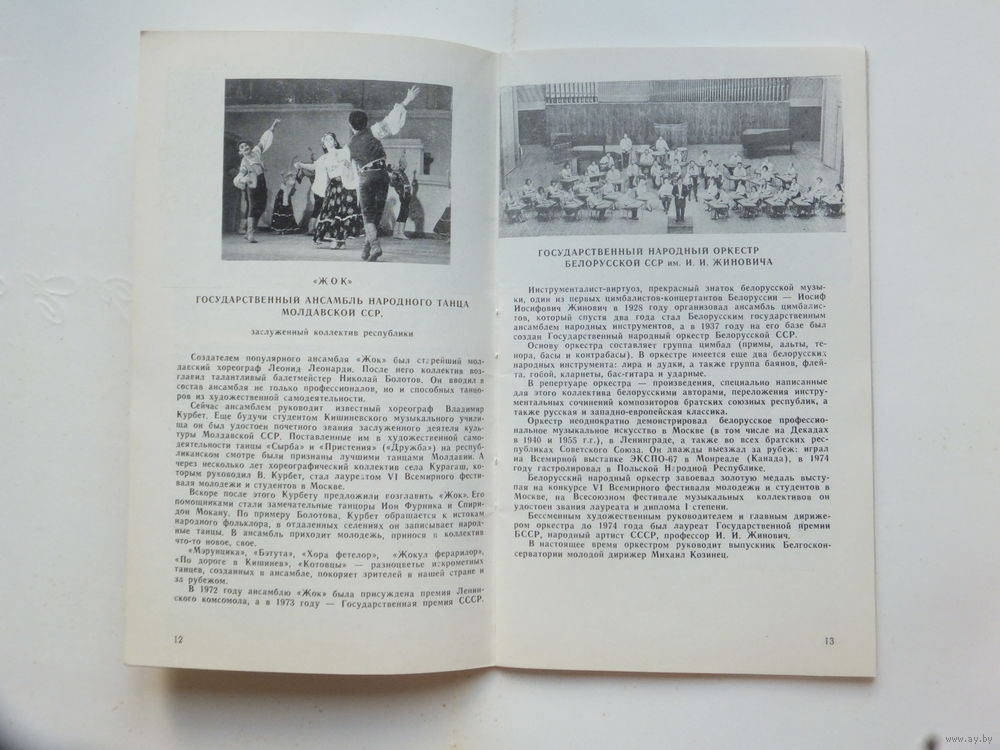 «ЖОК»
ГОСУДАРСТВЕННЫЙ АНСАМБЛЬ НАРОДНОГО ТАНЦА
МОЛДАВСКОЙ ССР.
заслуженный коллектив республики
Создателем популярного ансамбля «Жок» был старейший мол-
давский хореограф Леонид Леонарди. После него коллектив воз-
главил талантливый балетмейстер Николай Болотов. Он вводил в
состав ансамбля не только профессионалов, но и способных танцо-
ров из художественной самодеятельности.
Сейчас ансамблем руководит известный хореограф Владимир
Курбет. Еще будучи студентом Кишиневского музыкального учили-
ща он был удостоен почетного звания заслуженного деятеля куль-
туры Молдавской ССР. Поставленные им в художественной само-
деятельности танцы «Сырба» и «Пристения» («Дружба») на респуб-
ликанском смотре были признаны лучшими танцами Молдавии. А
через несколько лет хореографический коллектив села Курагаш, ко-
торым руководил В. Курбет, стал лауреатом VI Всемирного фести-
валя молодежи и студентов в Москве.
Вскоре после этого Курбету предложили возглавить «Жок». Его
помощниками стали замечательные танцоры Ион Фурника и Спири-
дон Мокану. По примеру Болотова, Курбет обращается к истокам
народного фольклора, в отдаленных селениях он записывает народ-
ные танцы. В ансамбль приходит молодежь, принося в коллектив
что-то новое, свое.
«Мэрунцика», «Бэтута», «Хора фетелор», «Жокул ферарилор»,
«По дороге в Кишинев», «Котовцы» — разноцветье искрометных
танцев, созданных в ансамбле, покоряет зрителей в нашей стране и
за рубежом.
В 1972 году ансамблю «Жок» была присуждена премия Ленин-
ского комсомола, а в 1973 году — Государственная премия СССР.
12
ГОСУДАРСТВЕННЫЙ НАРОДНЫЙ ОРКЕСТР
БЕЛОРУССКОЙ ССР им. И. И. ЖИНОВИЧА
Инструменталист-виртуоз, прекрасный знаток белорусской музы-
ки, один из первых цимбалистов-концертантов Белоруссии — Иосиф
Иосифович Жинович в 1928 году организовал ансамбль цимбалис-
тов, который спустя два года стал Белорусским государственным
ансамблем народных инструментов, а в 1937 году на его базе был
создан Государственный народный оркестр Белорусской ССР.
Основу оркестра составляет группа цимбал (примы, альты, те-
нора, басы и контрабасы). В оркестре имеется еще два белорусских
народных инструмента: лира и дудки, а также группа баянов, флей-
та, гобой, кларнеты, бас-гитара и ударные.
В репертуаре оркестра — произведения, специально написанные
для этого коллектива белорусскими авторами, переложения инстру-
ментальных сочинений композиторов братских союзных республик, а
также русская и западно-европейская классика.
Оркестр неоднократно демонстрировал белорусское профессио-
нальное музыкальное искусство в Москве (в том числе на Декадах
в 1940 и 1955 г.г.), в Ленинграде, а также во всех братских рес-
публиках Советского Союза. Он дважды выезжал за рубеж: играл
на Всемирной выставке ЭКСПО-67 в Монреале (Канада), в 1974
году гастролировал в Польской Народной Республике.
Белорусский народный оркестр завоевал золотую медаль высту-
пая на конкурсе VI Всемирного фестиваля молодежи и студентов в
Москве, на Всесоюзном фестивале музыкальных коллективов он
удостоен звания лауреата и диплома I степени.
Бессменным художественным руководителем и главным дириже-
ром оркестра до 1974 года был лауреат Государственной премии
БССР, народный артист СССР, профессор И. И. Жинович.
В настоящее время оркестром руководит выпускник Белгоскон-
серватории молодой дирижер Михаил Козинец.
13
www.ay.by